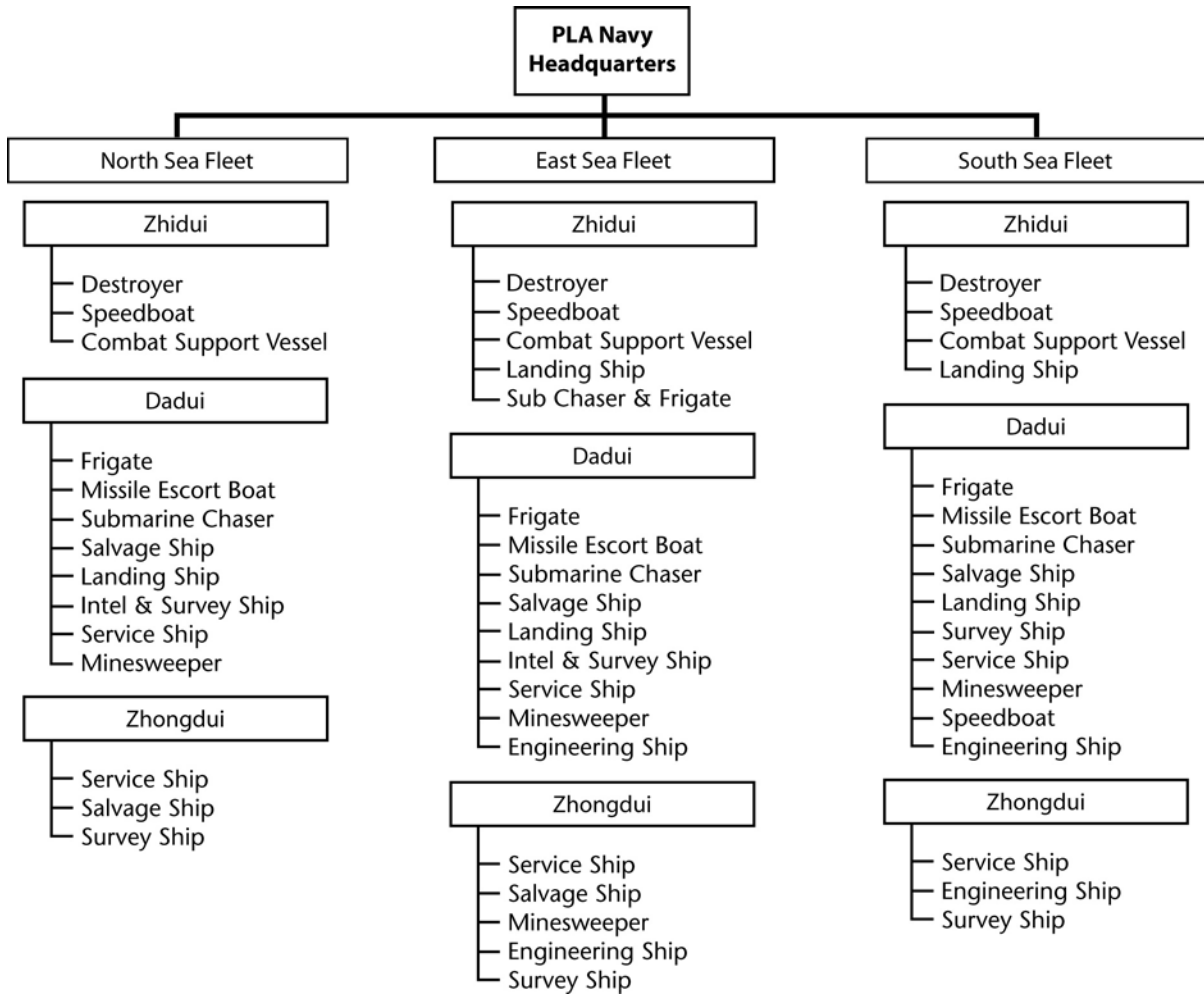 PLA Navy
Headquarters
North Sea Fleet
Zhidui
Destroyer
Speedboat
Combat Support Vessel
Dadui
Frigate
Missile Escort Boat
Submarine Chaser
Salvage Ship
Landing Ship
Intel & Survey Ship
Service Ship
Minesweeper
Zhongdui
Service Ship
Salvage Ship
Survey Ship
East Sea Fleet
Zhidui
Destroyer
Speedboat
Combat Support Vessel
Landing Ship
Sub Chaser & Frigate
Dadui
Frigate
Missile Escort Boat
Submarine Chaser
Salvage Ship
Landing Ship
Intel & Survey Ship
Service Ship
Minesweeper
Engineering Ship
Zhongdui
Service Ship
Salvage Ship
Minesweeper
Engineering Ship
Survey Ship
South Sea Fleet
Zhidui
Destroyer
Speedboat
Combat Support Vessel
Landing Ship
Dadui
Frigate
Missile Escort Boat
Submarine Chaser
Salvage Ship
Landing Ship
Survey Ship
Service Ship
Minesweeper
Speedboat
Engineering Ship
Zhongdui
Service Ship
Engineering Ship
Survey Ship